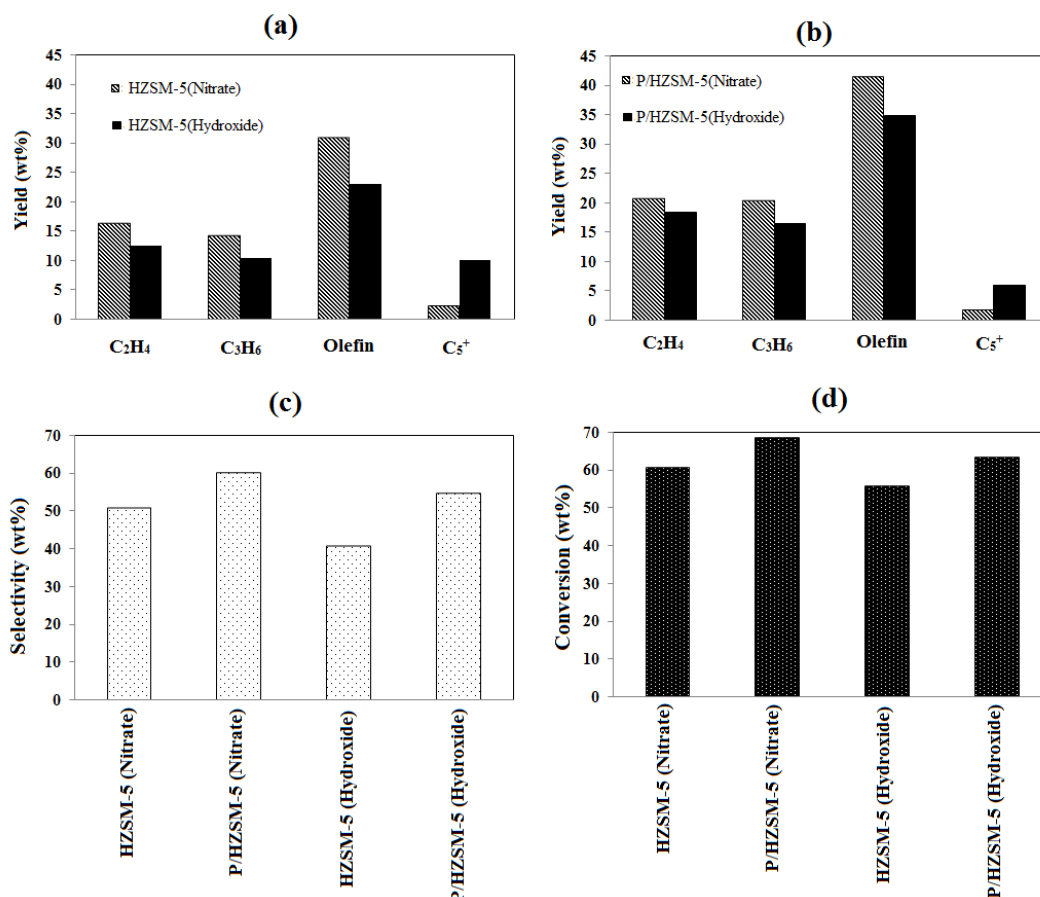 (a)
Yield (wt%)
45
40
35
30
25
20
15
10
5
0
HZSM-5(Nitrate)
HZSM-5(Hydroxide)
C₂H₄
C₃H₆
Olefin
C₅⁺
(b)
Yield (wt%)
45
40
35
30
25
20
15
10
5
0
P/HZSM-5(Nitrate)
P/HZSM-5(Hydroxide)
C₂H₄
C₃H₆
Olefin
C₅⁺
(c)
Selectivity (wt%)
70
60
50
40
30
20
10
0
HZSM-5 (Nitrate)
P/HZSM-5 (Nitrate)
HZSM-5 (Hydroxide)
P/HZSM-5 (Hydroxide)
(d)
Conversion (wt%)
70
60
50
40
30
20
10
0
HZSM-5 (Nitrate)
P/HZSM-5 (Nitrate)
HZSM-5 (Hydroxide)
P/HZSM-5 (Hydroxide)